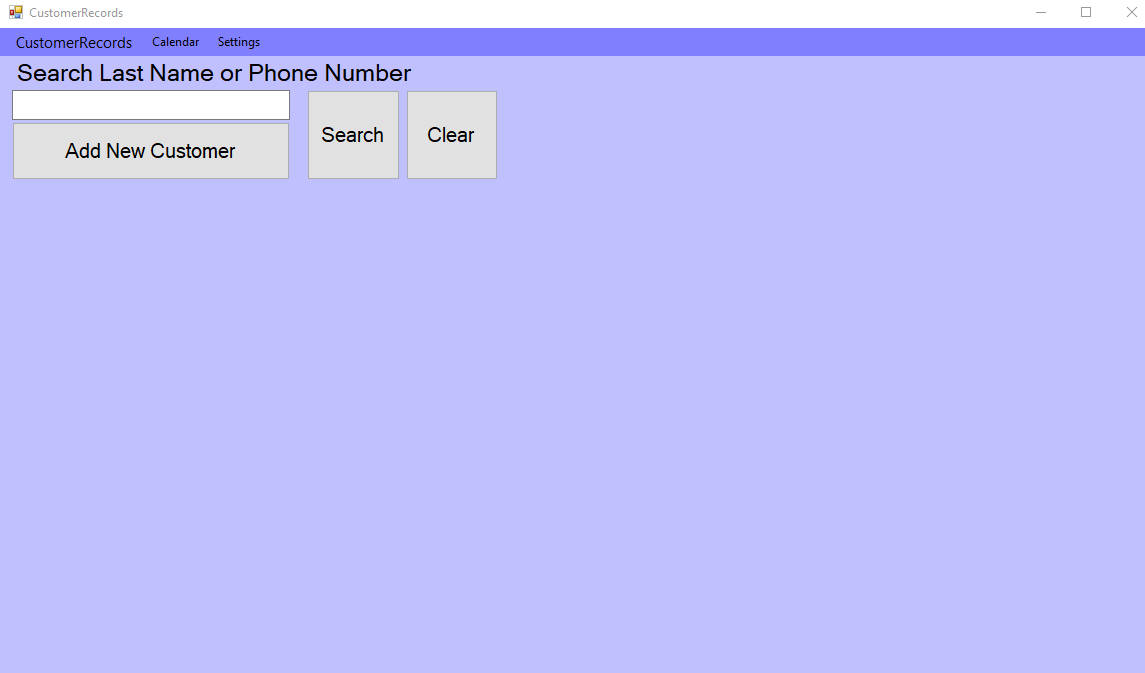 CustomerRecords
CustomerRecords Calendar Settings
Search Last Name or Phone Number
Search Clear
Add New Customer